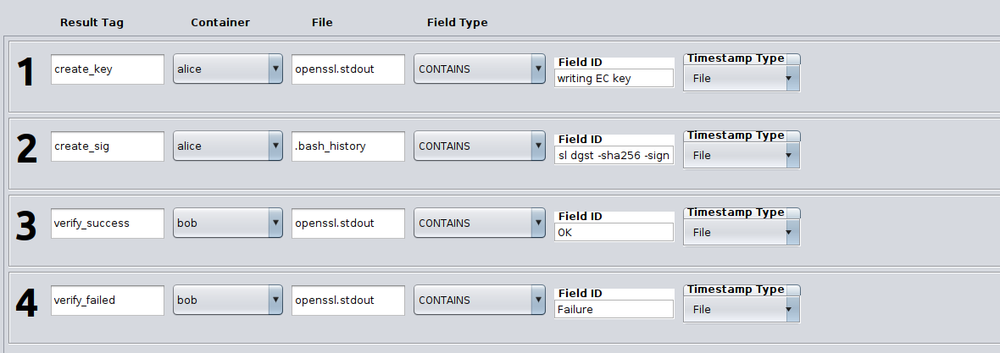 Result Tag Container File Field Type
1 create_key alice openssl.stdout CONTAINS Field ID writing EC key Timestamp Type File
2 create_sig alice .bash_history CONTAINS Field ID sl dgst -sha256 -sign Timestamp Type File
3 verify_success bob openssl.stdout CONTAINS Field ID OK Timestamp Type File
4 verify_failed bob openssl.stdout CONTAINS Field ID Failure Timestamp Type File